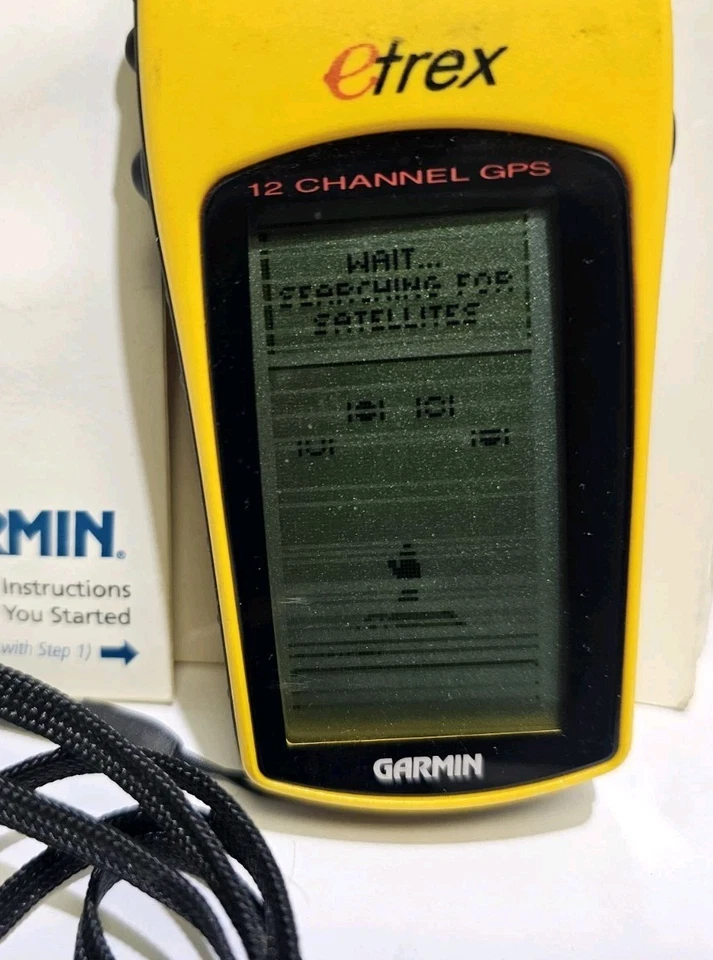 etrex
12 CHANNEL GPS
WAIT...
SEARCHING FOR
SATELLITES
GARMIN
RMIN®
Instructions
You Started
with Step 1)